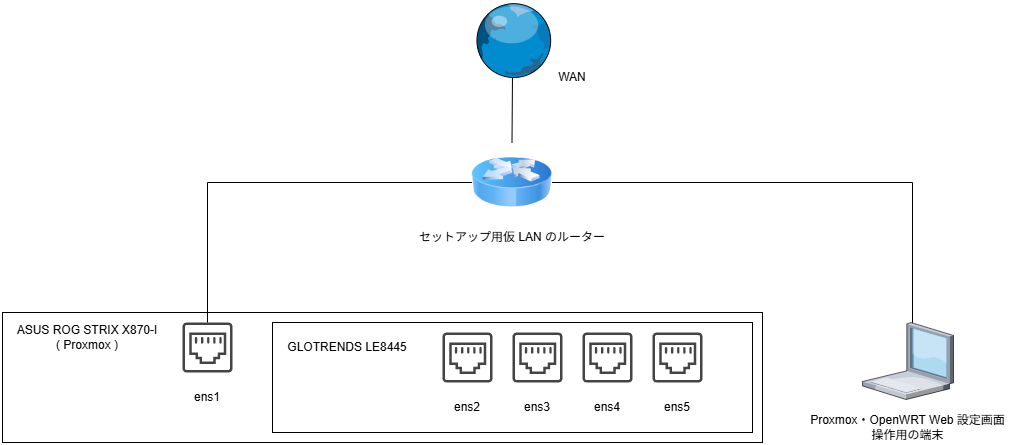 WAN
セットアップ用仮 LAN のルーター
ASUS ROG STRIX X870-I
( Proxmox )
ens1
GLOTRENDS LE8445
ens2
ens3
ens4
ens5
Proxmox・OpenWRT Web 設定画面
操作用の端末